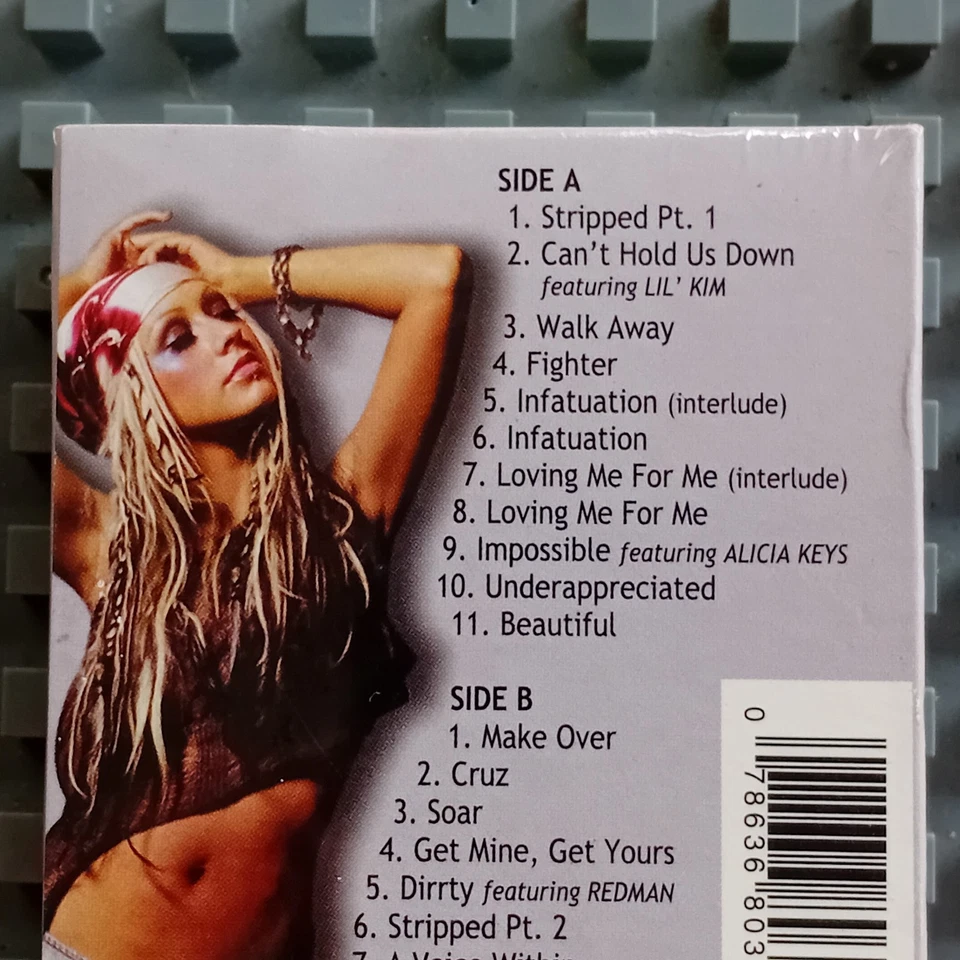 SIDE A
1. Stripped Pt. 1
2. Can't Hold Us Down
featuring LIL' KIM
3. Walk Away
4. Fighter
5. Infatuation (interlude)
6. Infatuation
7. Loving Me For Me (interlude)
8. Loving Me For Me
9. Impossible featuring ALICIA KEYS
10. Underappreciated
11. Beautiful
SIDE B
1. Make Over
2. Cruz
3. Soar
4. Get Mine, Get Yours
5. Dirrty featuring REDMAN
6. Stripped Pt. 2
7. A Voice Within
0 78636 803